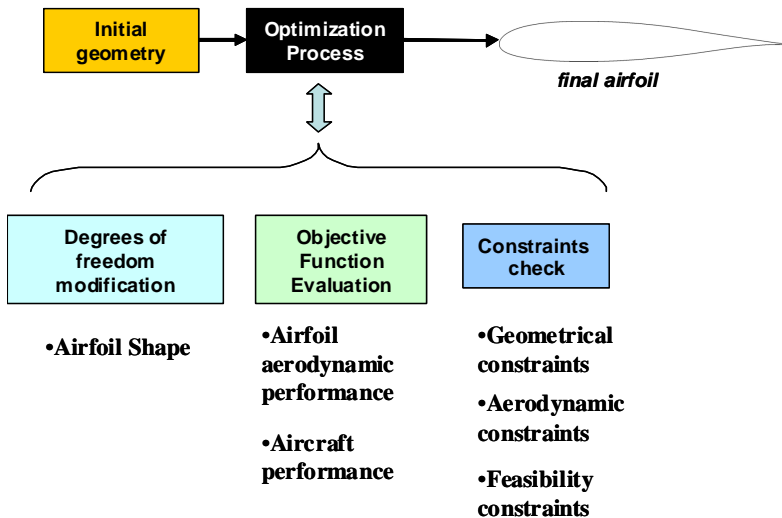 Initial
geometry
Optimization
Process
final airfoil
Degrees of
freedom
modification
Objective
Function
Evaluation
Constraints
check
•Airfoil Shape
•Airfoil
aerodynamic
performance
•Aircraft
performance
•Geometrical
constraints
•Aerodynamic
constraints
•Feasibility
constraints